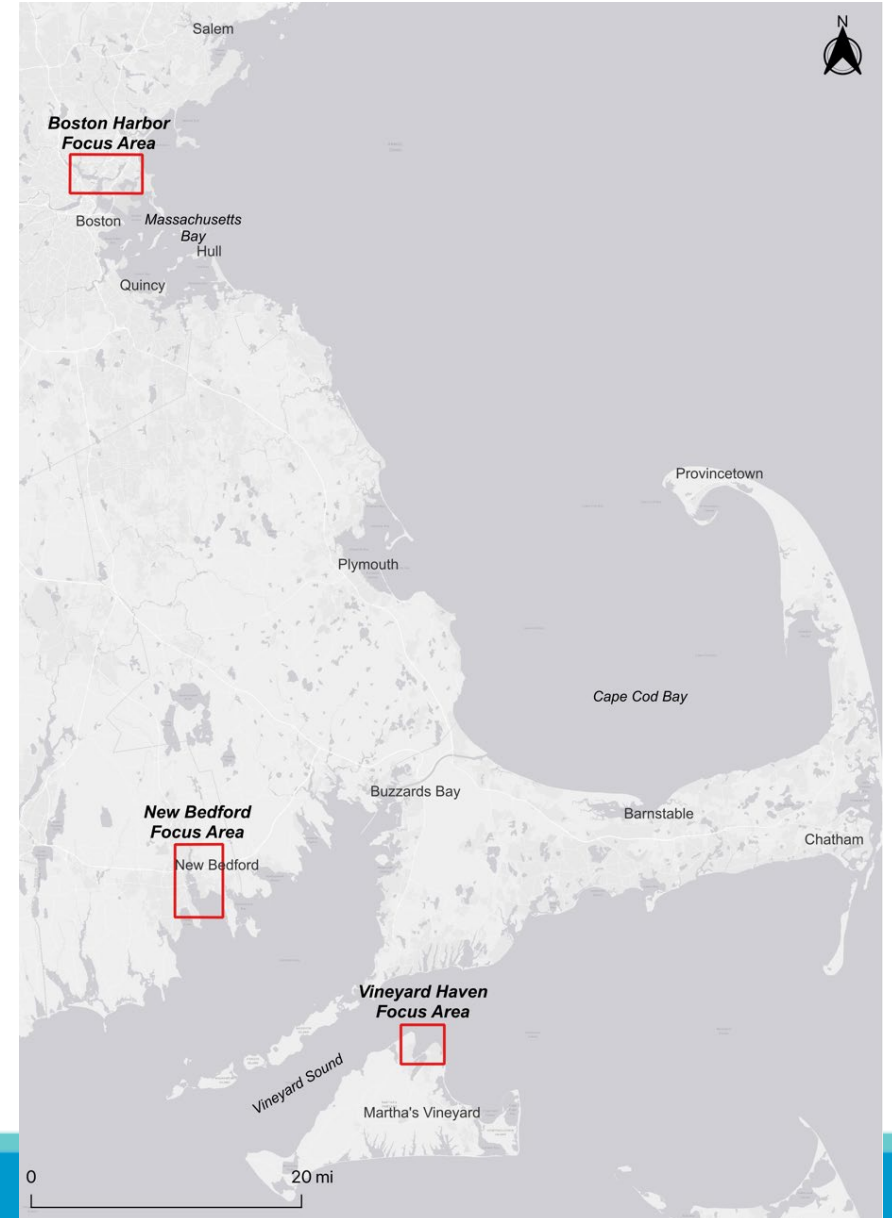 Salem
N
Boston Harbor
Focus Area
Boston
Massachusetts
Bay
Hull
Quincy
Provincetown
Plymouth
Cape Cod Bay
Buzzards Bay
Barnstable
New Bedford
Focus Area
Chatham
New Bedford
Vineyard Haven
Focus Area
Vineyard Sound
Martha's Vineyard
0
20 mi